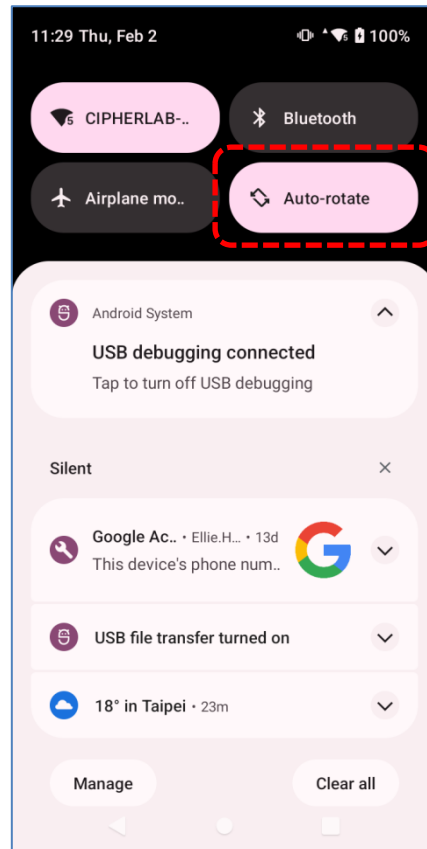 11:29 Thu, Feb 2 100%
CIPHERLAB-.. Bluetooth
Airplane mo.. Auto-rotate
Android System
USB debugging connected
Tap to turn off USB debugging
Silent
Google Ac.. • Ellie.H... • 13d
This device's phone num..
USB file transfer turned on
18° in Taipei • 23m
Manage Clear all